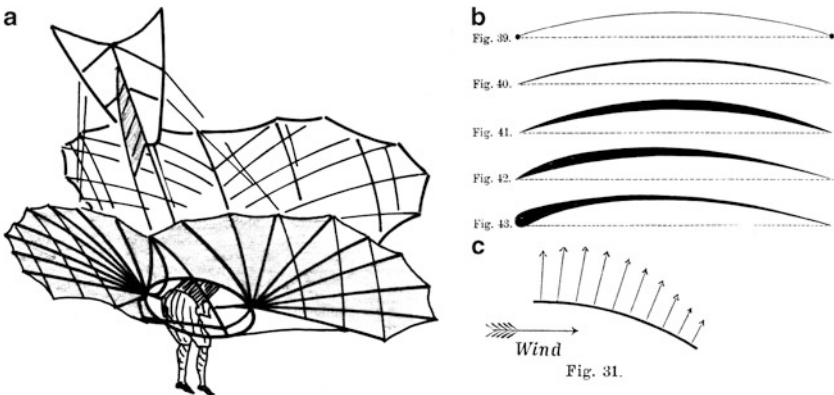 a
b
Fig. 39.
Fig. 40.
Fig. 41.
Fig. 42.
Fig. 43.
c
Wind
Fig. 31.